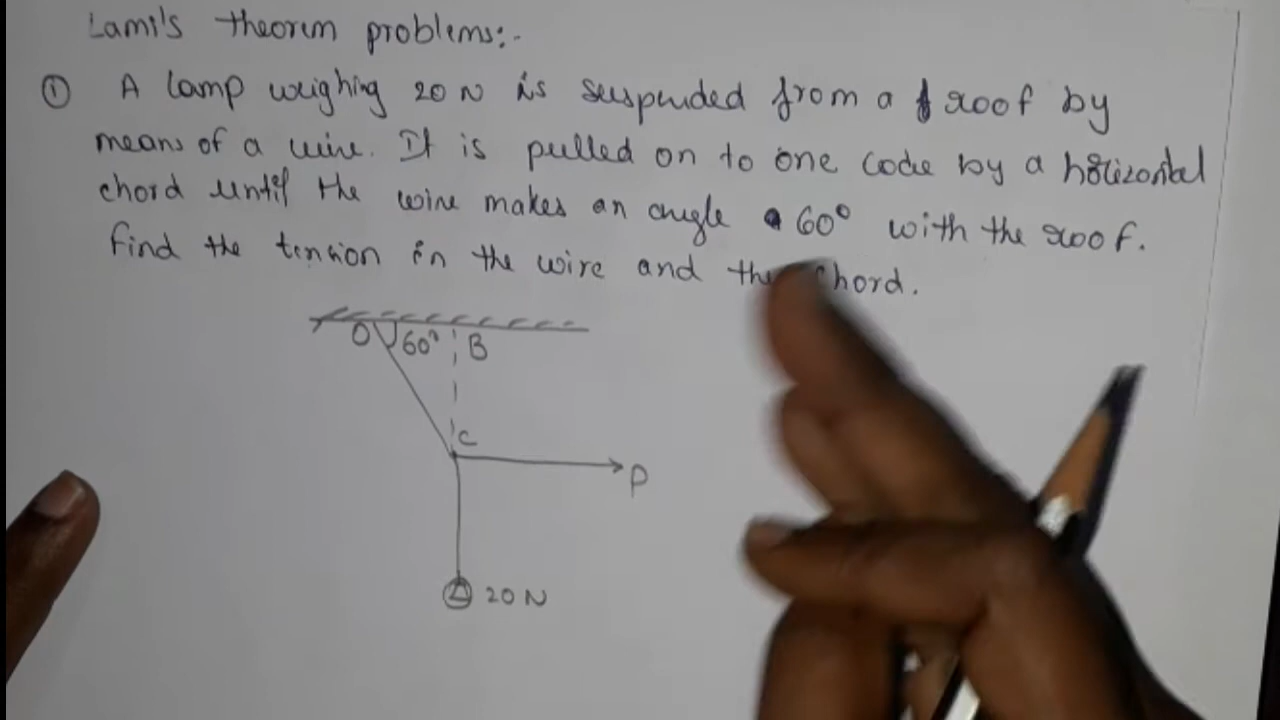 Lami's theorem problems:-
① A lamp weighing 20 N is suspended from a roof by
means of a wire. It is pulled on to one code by a horizontal
chord until the wire makes an angle 60° with the roof.
Find the tension in the wire and the chord.
O 60° B
C
P
20 N